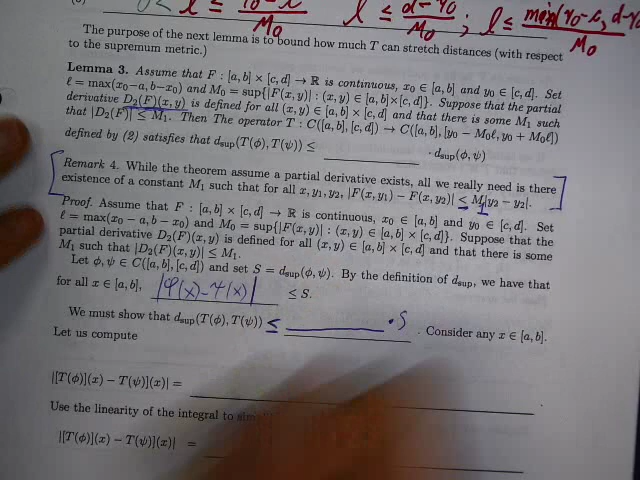 0 < l ≤ y₀-c / M₀   l ≤ d-y₀ / M₀ ; l ≤ min(y₀-c, d-y₀ / M₀
The purpose of the next lemma is to bound how much T can stretch distances (with respect
to the supremum metric.)
Lemma 3. Assume that F : [a, b] × [c, d] → ℝ is continuous, x₀ ∈ [a, b] and y₀ ∈ [c, d]. Set
ℓ = max(x₀−a, b−x₀) and M₀ = sup{|F(x, y)| : (x, y) ∈ [a, b]×[c, d]}. Suppose that the partial
derivative D₂(F)(x, y) is defined for all (x, y) ∈ [a, b] × [c, d] and that there is some M₁ such
that |D₂(F)| ≤ M₁. Then The operator T : C([a, b], [c, d]) → C([a, b], [y₀ − M₀ℓ, y₀ + M₀ℓ])
defined by (2) satisfies that d_sup(T(ϕ), T(ψ)) ≤ ________ · d_sup(ϕ, ψ)
Remark 4. While the theorem assume a partial derivative exists, all we really need is there
existence of a constant M₁ such that for all x, y₁, y₂, |F(x, y₁) − F(x, y₂)| ≤ M₁|y₂ − y₂|.
Proof. Assume that F : [a, b] × [c, d] → ℝ is continuous, x₀ ∈ [a, b] and y₀ ∈ [c, d]. Set
ℓ = max(x₀ − a, b − x₀) and M₀ = sup{|F(x, y)| : (x, y) ∈ [a, b] × [c, d]}. Suppose that the
partial derivative D₂(F)(x, y) is defined for all (x, y) ∈ [a, b] × [c, d] and that there is some
M₁ such that |D₂(F)(x, y)| ≤ M₁.
Let ϕ, ψ ∈ C([a, b], [c, d]) and set S = d_sup(ϕ, ψ). By the definition of d_sup, we have that
for all x ∈ [a, b], |φ(x)-ψ(x)| ≤ S.
We must show that d_sup(T(ϕ), T(ψ)) ≤ ________ · S . Consider any x ∈ [a, b].
Let us compute
|[T(ϕ)](x) − T(ψ)](x)| = ________
Use the linearity of the integral to
|[T(ϕ)](x) − T(ψ)](x)| = ________